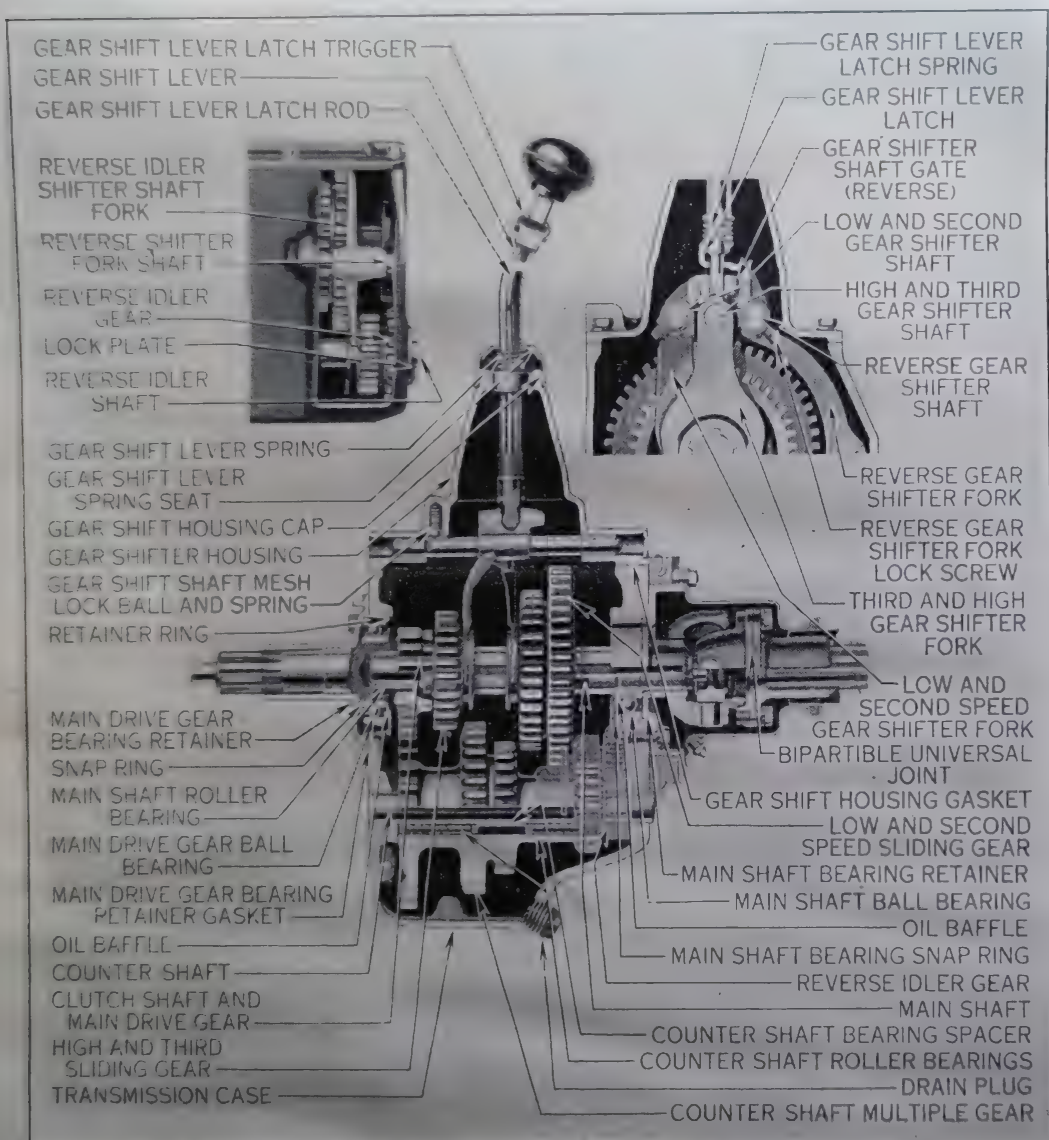 GEAR SHIFT LEVER LATCH TRIGGER
GEAR SHIFT LEVER
GEAR SHIFT LEVER LATCH ROD
REVERSE IDLER
SHIFTER SHAFT
FORK
REVERSE SHIFTER
FORK SHAFT
REVERSE IDLER
GEAR
LOCK PLATE
REVERSE IDLER
SHAFT
GEAR SHIFT LEVER SPRING
GEAR SHIFT LEVER
SPRING SEAT
GEAR SHIFT HOUSING CAP
GEAR SHIFTER HOUSING
GEAR SHIFT SHAFT MESH
LOCK BALL AND SPRING
RETAINER RING
MAIN DRIVE GEAR
BEARING RETAINER
SNAP RING
MAIN SHAFT ROLLER
BEARING
MAIN DRIVE GEAR BALL
BEARING
MAIN DRIVE GEAR BEARING
RETAINER GASKET
OIL BAFFLE
COUNTER SHAFT
CLUTCH SHAFT AND
MAIN DRIVE GEAR
HIGH AND THIRD
SLIDING GEAR
TRANSMISSION CASE
GEAR SHIFT LEVER
LATCH SPRING
GEAR SHIFT LEVER
LATCH
GEAR SHIFTER
SHAFT GATE
(REVERSE)
LOW AND SECOND
GEAR SHIFTER
SHAFT
HIGH AND THIRD
GEAR SHIFTER
SHAFT
REVERSE GEAR
SHIFTER
SHAFT
REVERSE GEAR
SHIFTER FORK
REVERSE GEAR
SHIFTER FORK
LOCK SCREW
THIRD AND HIGH
GEAR SHIFTER
FORK
LOW AND
SECOND SPEED
GEAR SHIFTER FORK
BIPARTIBLE UNIVERSAL
JOINT
GEAR SHIFT HOUSING GASKET
LOW AND SECOND
SPEED SLIDING GEAR
MAIN SHAFT BEARING RETAINER
MAIN SHAFT BALL BEARING
OIL BAFFLE
MAIN SHAFT BEARING SNAP RING
REVERSE IDLER GEAR
MAIN SHAFT
COUNTER SHAFT BEARING SPACER
COUNTER SHAFT ROLLER BEARINGS
DRAIN PLUG
COUNTER SHAFT MULTIPLE GEAR